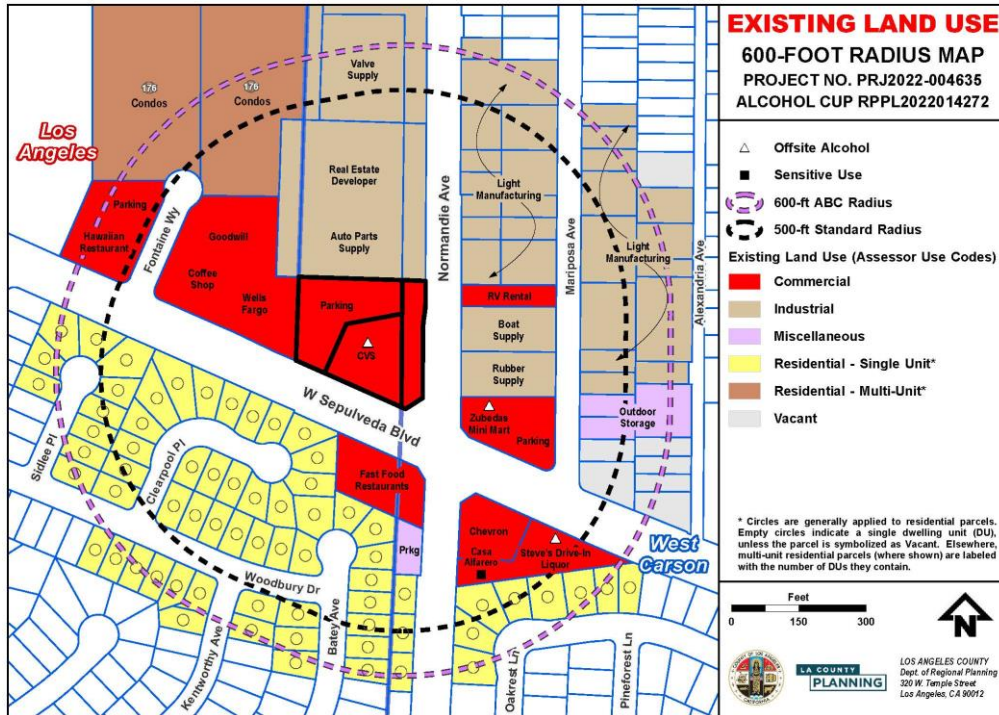 EXISTING LAND USE
600-FOOT RADIUS MAP
PROJECT NO. PRJ2022-004635
ALCOHOL CUP RPPL2022014272
Offsite Alcohol
Sensitive Use
600-ft ABC Radius
500-ft Standard Radius
Existing Land Use (Assessor Use Codes)
Commercial
Industrial
Miscellaneous
Residential - Single Unit*
Residential - Multi-Unit*
Vacant
* Circles are generally applied to residential parcels.
Empty circles indicate a single dwelling unit (DU),
unless the parcel is symbolized as Vacant. Elsewhere,
multi-unit residential parcels (where shown) are labeled
with the number of DUs they contain.
Feet
0 150 300
N
LA COUNTY
PLANNING
LOS ANGELES COUNTY
Dept. of Regional Planning
320 W. Temple Street
Los Angeles, CA 90012
Valve
Supply
176
Condos
176
Condos
Los
Angeles
Real Estate
Developer
Light
Manufacturing
Light
Manufacturing
Parking
Hawaiian
Restaurant
Fontaine Wy
Goodwill
Auto Parts
Supply
Normandie Ave
Mariposa Ave
Alexandria Ave
Coffee
Shop
Wells
Fargo
Parking
CVS
RV Rental
Boat
Supply
Rubber
Supply
W Sepulveda Blvd
Zubedas
Mini Mart
Parking
Outdoor
Storage
Sidlee Pl
Clearpool Pl
Fast Food
Restaurants
Prkg
Chevron
Casa
Alfarero
Steve's Drive-In
Liquor
West
Carson
Woodbury Dr
Kenworthy Ave
Batey Ave
Oakrest Ln
Pineforest Ln